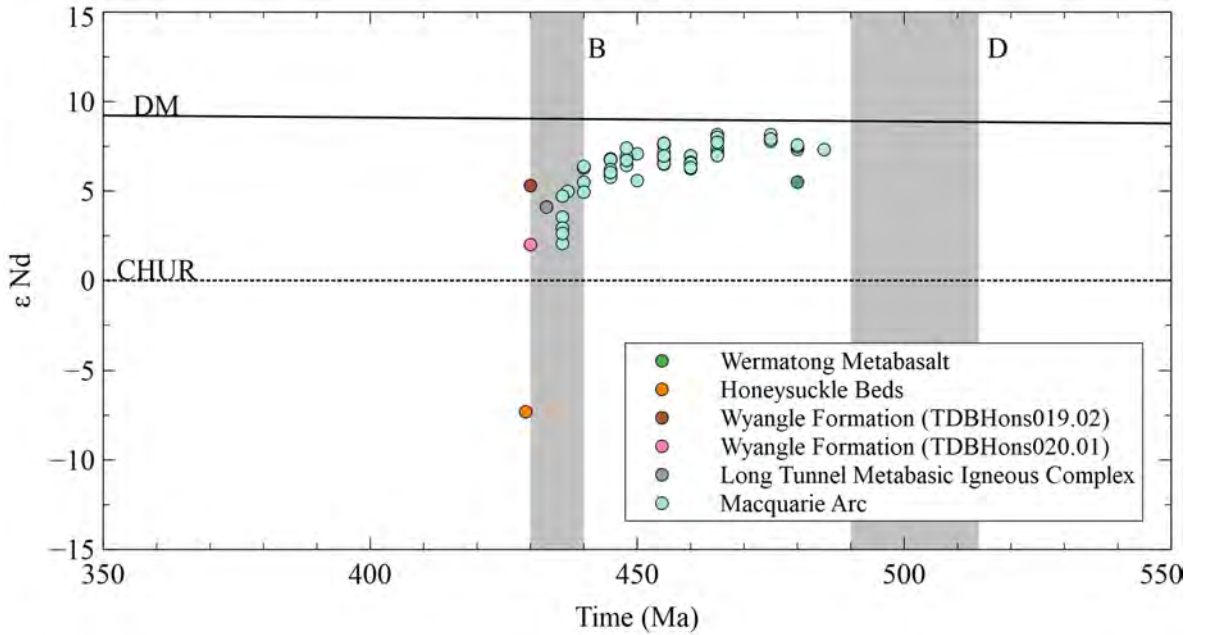 15
10
5
0
−5
−10
−15
ε Nd
DM
CHUR
B
D
Wermatong Metabasalt
Honeysuckle Beds
Wyangle Formation (TDBHons019.02)
Wyangle Formation (TDBHons020.01)
Long Tunnel Metabasic Igneous Complex
Macquarie Arc
350
400
450
500
550
Time (Ma)